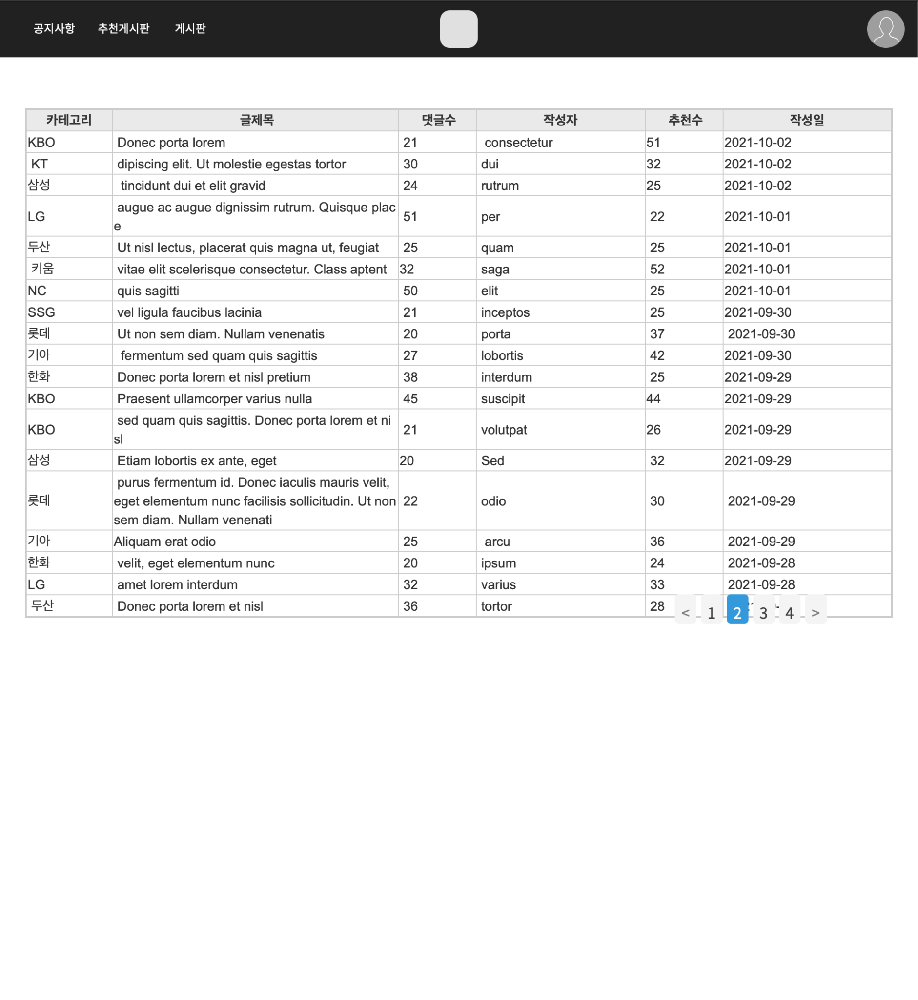 공지사항 추천게시판 게시판
카테고리 글제목 댓글수 작성자 추천수 작성일
KBO Donec porta lorem 21 consectetur 51 2021-10-02
KT dipiscing elit. Ut molestie egestas tortor 30 dui 32 2021-10-02
삼성 tincidunt dui et elit gravid 24 rutrum 25 2021-10-02
LG augue ac augue dignissim rutrum. Quisque plac
e 51 per 22 2021-10-01
두산 Ut nisl lectus, placerat quis magna ut, feugiat 25 quam 25 2021-10-01
키움 vitae elit scelerisque consectetur. Class aptent 32 saga 52 2021-10-01
NC quis sagitti 50 elit 25 2021-10-01
SSG vel ligula faucibus lacinia 21 inceptos 25 2021-09-30
롯데 Ut non sem diam. Nullam venenatis 20 porta 37 2021-09-30
기아 fermentum sed quam quis sagittis 27 lobortis 42 2021-09-30
한화 Donec porta lorem et nisl pretium 38 interdum 25 2021-09-29
KBO Praesent ullamcorper varius nulla 45 suscipit 44 2021-09-29
KBO sed quam quis sagittis. Donec porta lorem et ni
sl 21 volutpat 26 2021-09-29
삼성 Etiam lobortis ex ante, eget 20 Sed 32 2021-09-29
롯데 purus fermentum id. Donec iaculis mauris velit,
eget elementum nunc facilisis sollicitudin. Ut non
sem diam. Nullam venenati 22 odio 30 2021-09-29
기아 Aliquam erat odio 25 arcu 36 2021-09-29
한화 velit, eget elementum nunc 20 ipsum 24 2021-09-28
LG amet lorem interdum 32 varius 33 2021-09-28
두산 Donec porta lorem et nisl 36 tortor 28
< 1 2 3 4 >